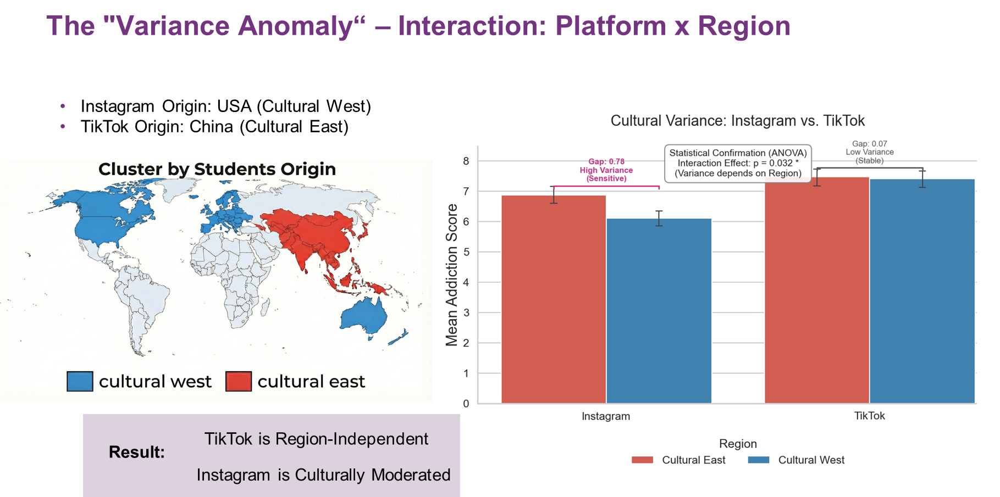 The "Variance Anomaly“ – Interaction: Platform x Region
• Instagram Origin: USA (Cultural West)
• TikTok Origin: China (Cultural East)
Cluster by Students Origin
cultural west
cultural east
Result:
TikTok is Region-Independent
Instagram is Culturally Moderated
Cultural Variance: Instagram vs. TikTok
Statistical Confirmation (ANOVA)
Interaction Effect: p = 0.032 *
(Variance depends on Region)
Gap: 0.78
High Variance
(Sensitive)
Gap: 0.07
Low Variance
(Stable)
Mean Addiction Score
8
7
6
5
4
3
2
1
0
Instagram
TikTok
Region
Cultural East
Cultural West